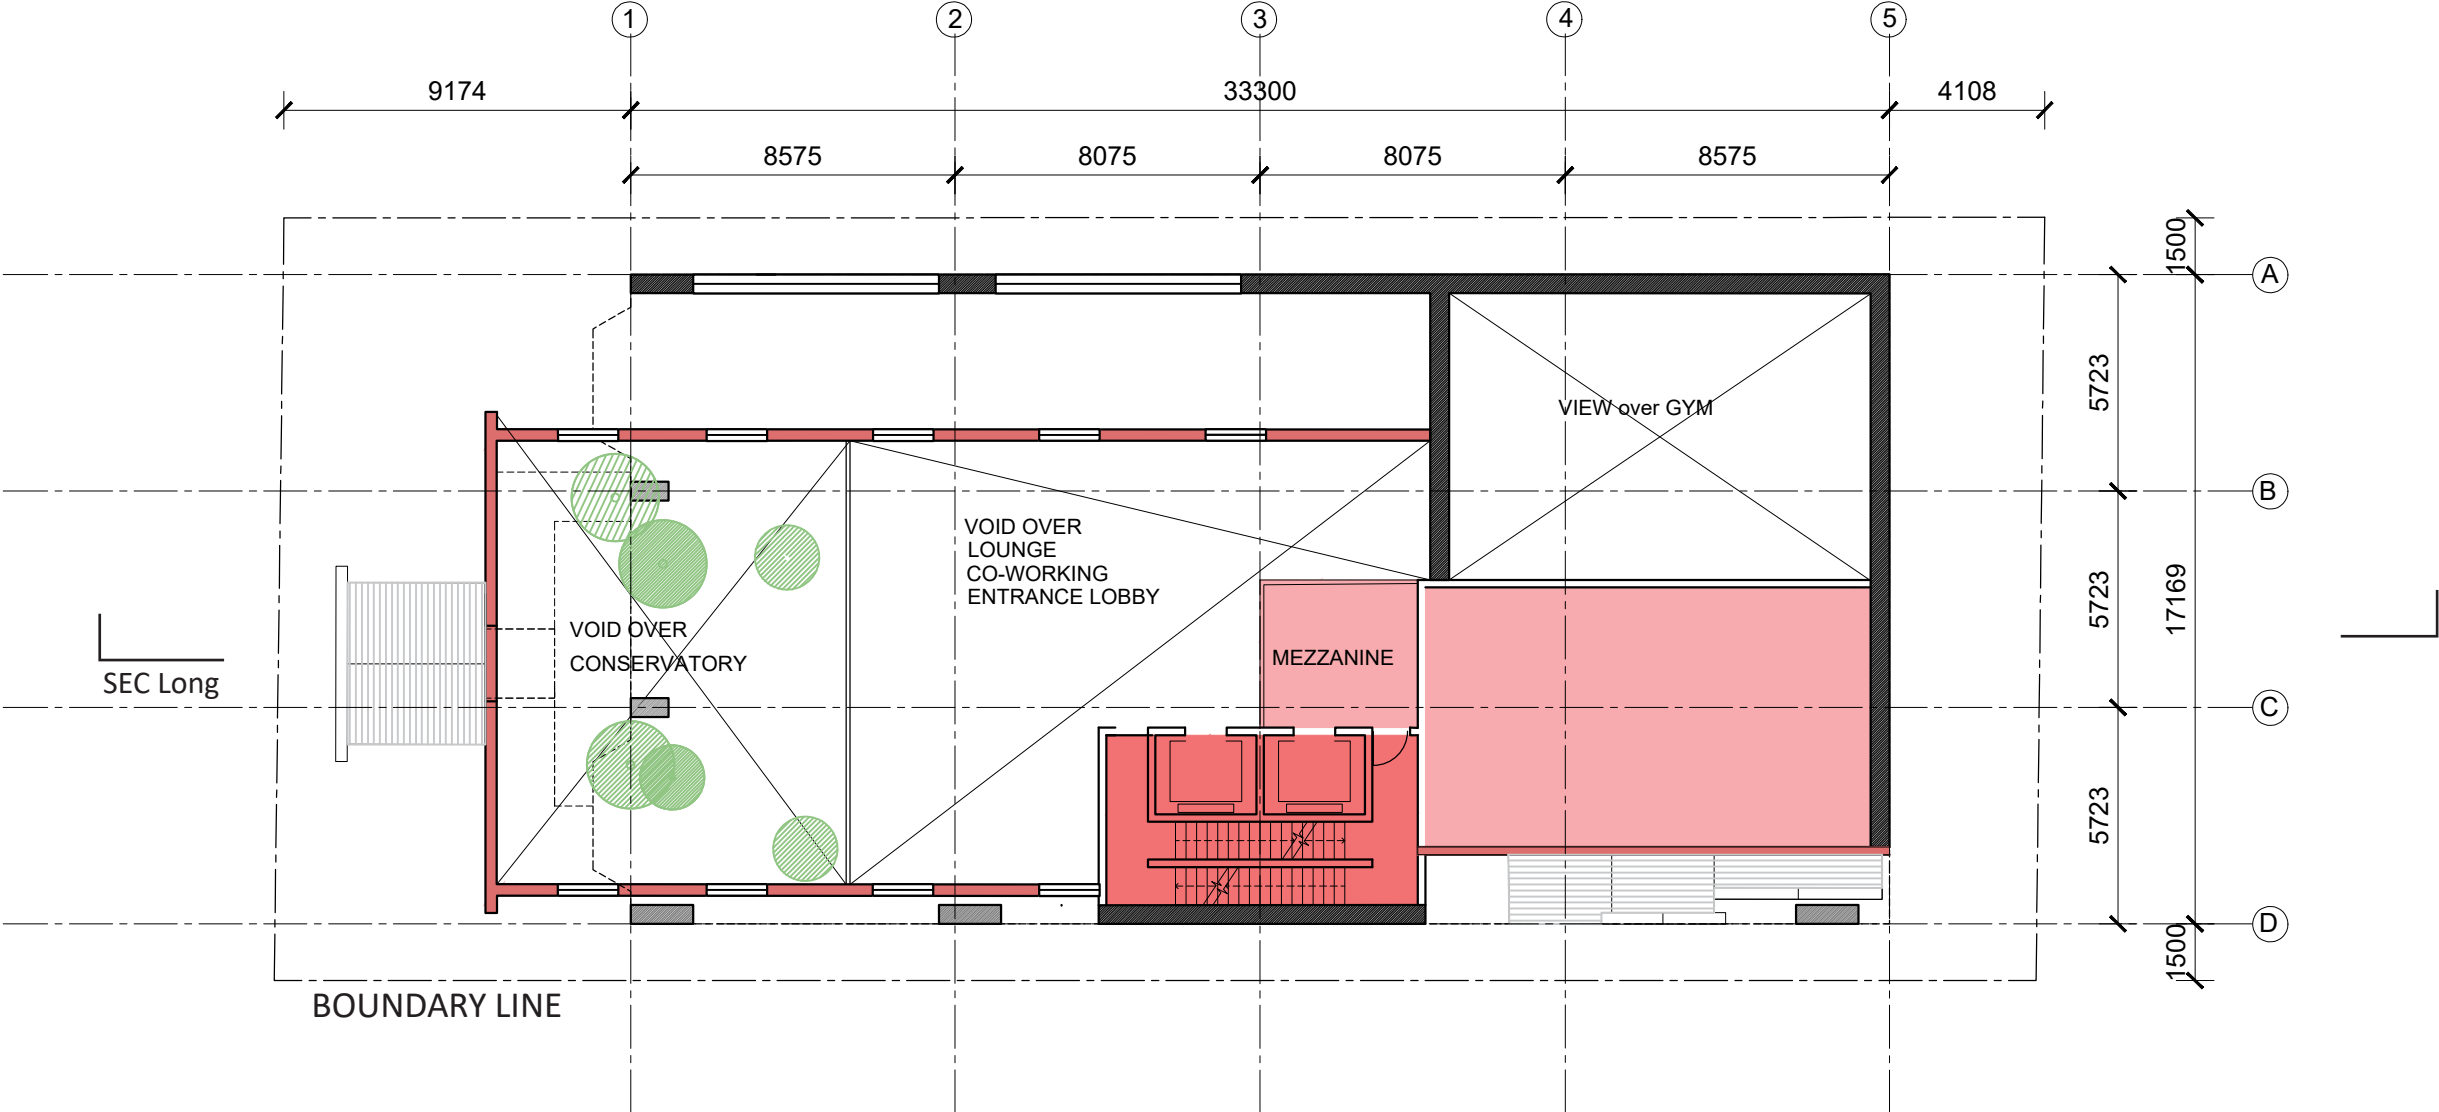 1 2 3 4 5
9174 33300 4108
8575 8075 8075 8575
1500
A
5723
VIEW over GYM
B
VOID OVER
LOUNGE
CO-WORKING
ENTRANCE LOBBY
5723
17169
VOID OVER
CONSERVATORY
MEZZANINE
SEC Long
C
5723
D
1500
BOUNDARY LINE